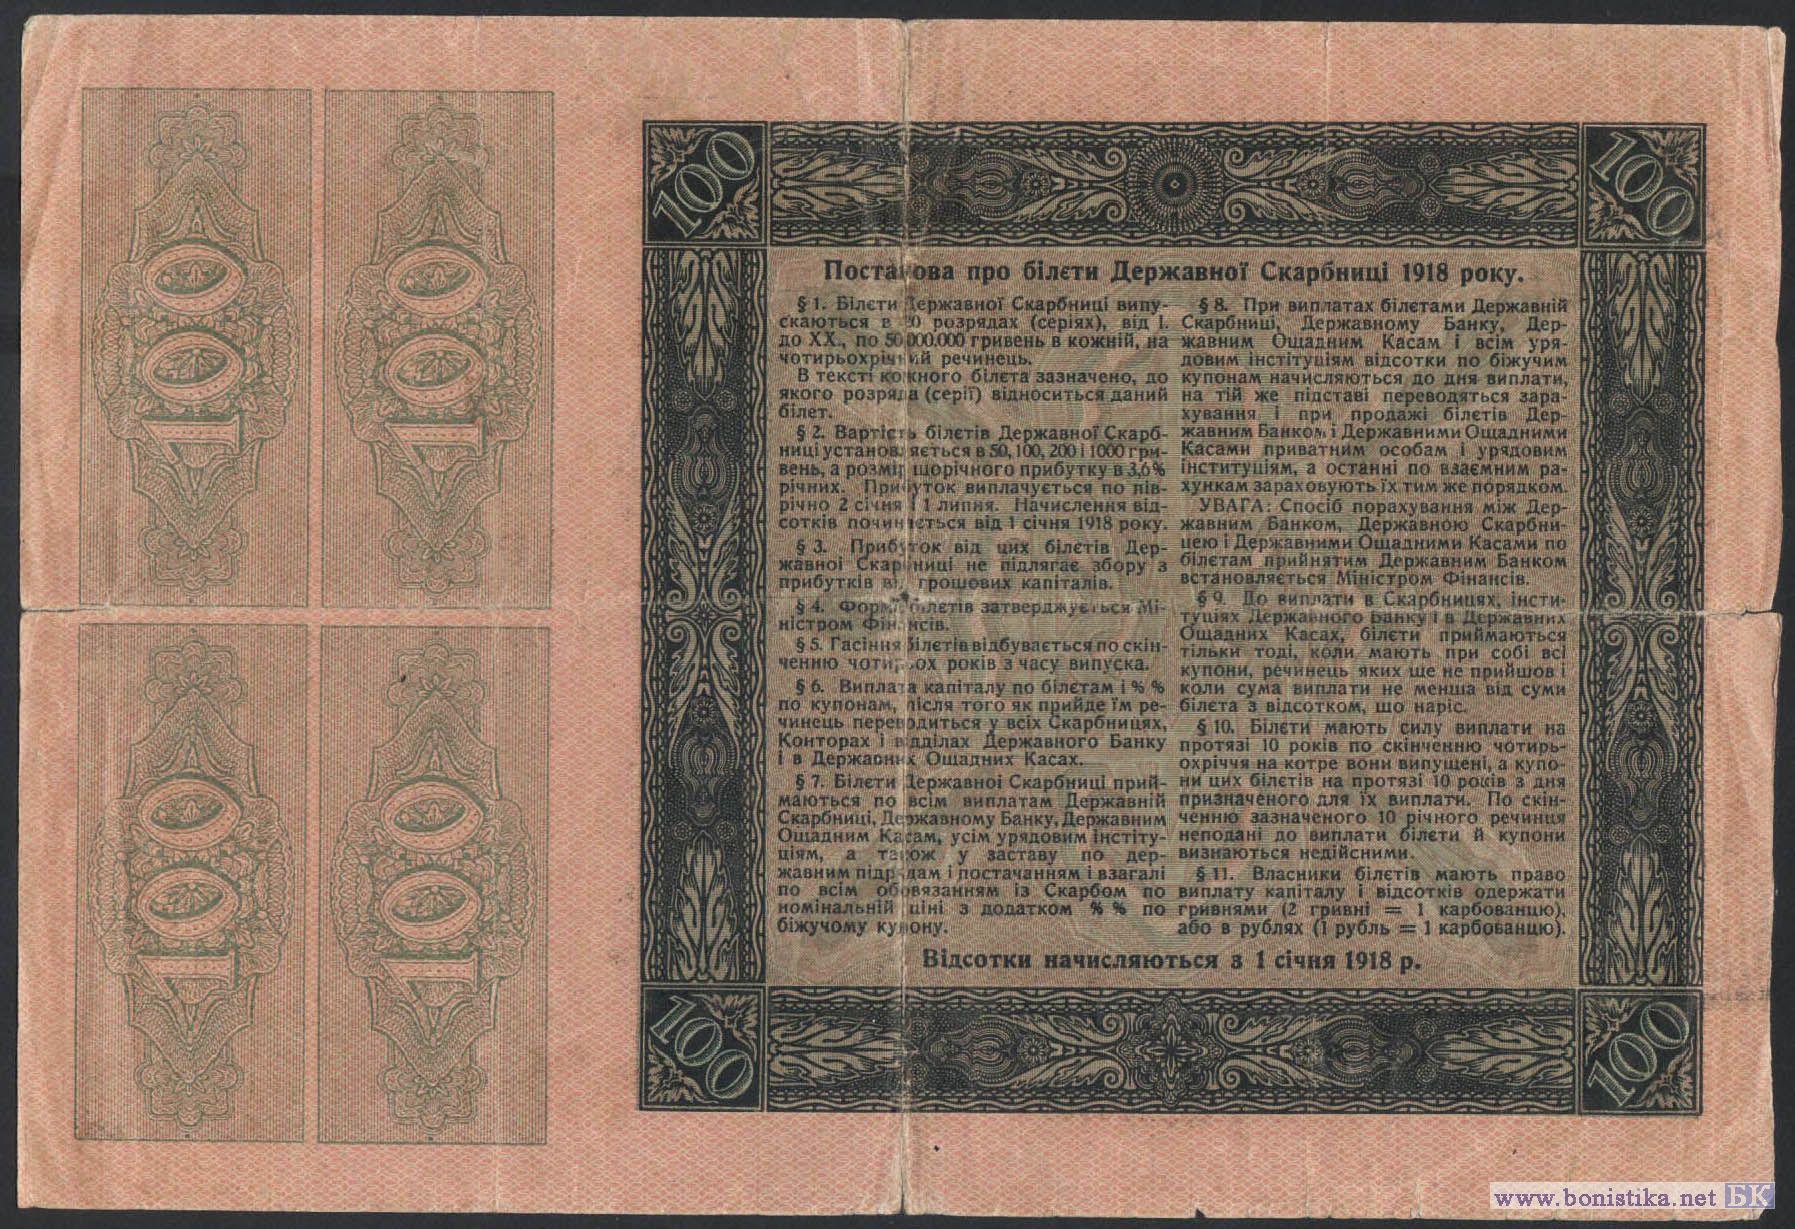 100
100
100
100
100
100
Постанова про білєти Державної Скарбниці 1918 року.
§ 1. Білєти Державної Скарбниці випу-
скаються в 20 розрядах (серіях), від І.
до XX., по 50.000.000 гривень в кожній, на
чотирьохрічний речинець.
В тексті кожного білєта зазначено, до
якого розряда (серії) відноситься даний
білєт.
§ 2. Вартість білєтів Державної Скарб-
ниці установляється в 50, 100, 200 і 1000 гри-
вень, а розмір щорічного прибутку в 3,6%
річних. Прибуток виплачується по пів-
річно 2 січня і 1 липня. Начислення від-
сотків починається від 1 січня 1918 року.
§ 3. Прибуток від цих білєтів Дер-
жавної Скарбниці не підлягає збору з
прибутків від грошових капіталів.
§ 4. Форма білєтів затверджується Мі-
ністром Фінансів.
§ 5. Гасіння білєтів відбувається по скін-
ченню чотирьох років з часу випуска.
§ 6. Виплата капіталу по білєтам і % %
по купонам, після того як прийде їм ре-
чинець переводиться у всіх Скарбницях,
Конторах і відділах Державного Банку
і в Державних Ощадних Касах.
§ 7. Білєти Державної Скарбниці прий-
маються по всім виплатам Державній
Скарбниці, Державному Банку, Державним
Ощадним Касам, усім урядовим інстіту-
ціям, а також у заставу по дер-
жавним підрядам і постачанням і взагалі
по всім обовязанням із Скарбом по
номінальній ціні з додатком % % по
біжучому купону.
§ 8. При виплатах білєтами Державній
Скарбниці, Державному Банку, Дер-
жавним Ощадним Касам і всім уря-
довим інстітуціям відсотки по біжучим
купонам начисляються до дня виплати,
на тій же підставі переводяться зара-
хування і при продажі білєтів Дер-
жавним Банком і Державними Ощадними
Касами приватним особам і урядовим
інстітуціям, а останні по взаємним ра-
хункам зараховують їх тим же порядком.
УВАГА: Спосіб порахування між Дер-
жавним Банком, Державною Скарбни-
цею і Державними Ощадними Касами по
білєтам прийнятим Державним Банком
встановляється Міністром Фінансів.
§ 9. До виплати в Скарбницях, інсти-
туціях Державного Банку і в Державних
Ощадних Касах, білєти приймаються
тільки тоді, коли мають при собі всі
купони, речинець яких ще не прийшов і
коли сума виплати не менша від суми
білєта з відсотком, що наріс.
§ 10. Білєти мають силу виплати на
протязі 10 років по скінченню чотирь-
охріччя на котре вони випущені, а купо-
ни цих білєтів на протязі 10 років з дня
призначеного для їх виплати. По скін-
ченню зазначеного 10 річного речинця
неподані до виплати білєти й купони
визнаються недійсними.
§ 11. Власники білєтів мають право
виплату капіталу і відсотків одержати
гривнями (2 гривні = 1 карбованцю),
або в рублях (1 рубль = 1 карбованцю).
Відсотки начисляються з 1 січня 1918 р.
100
100
100
100
www.bonistika.net БК